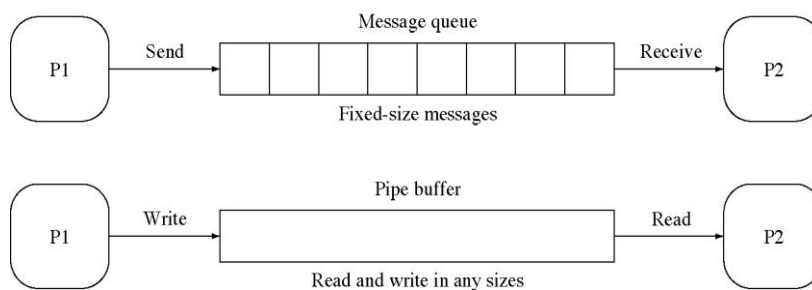 Message queue
P1
Send
Receive
P2
Fixed-size messages
Pipe buffer
P1
Write
Read
P2
Read and write in any sizes